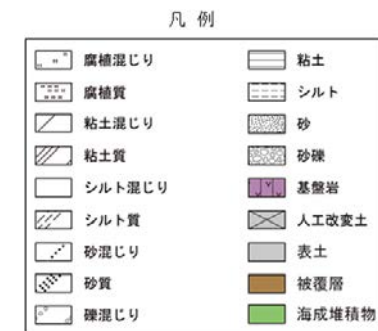 凡 例
腐植混じり
腐植質
粘土混じり
粘土質
シルト混じり
シルト質
砂混じり
砂質
礫混じり
粘土
シルト
砂
砂礫
基盤岩
人工改変土
表土
被覆層
海成堆積物